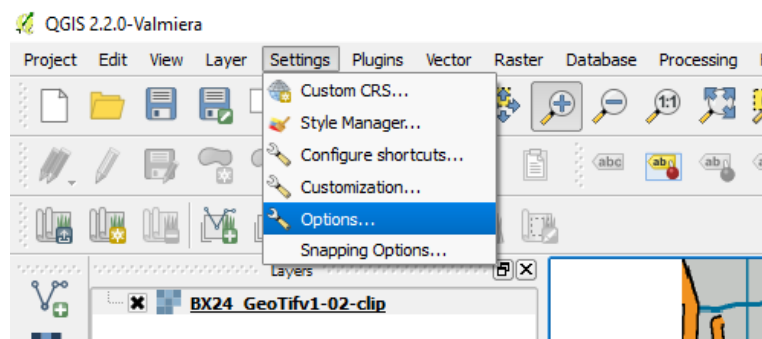 QGIS 2.2.0-Valmiera
Project Edit View Layer Settings Plugins Vector Raster Database Processing
Custom CRS...
Style Manager...
Configure shortcuts...
Customization...
Options...
Snapping Options...
1:1
abc abc abc
Layers
BX24_GeoTifv1-02-clip